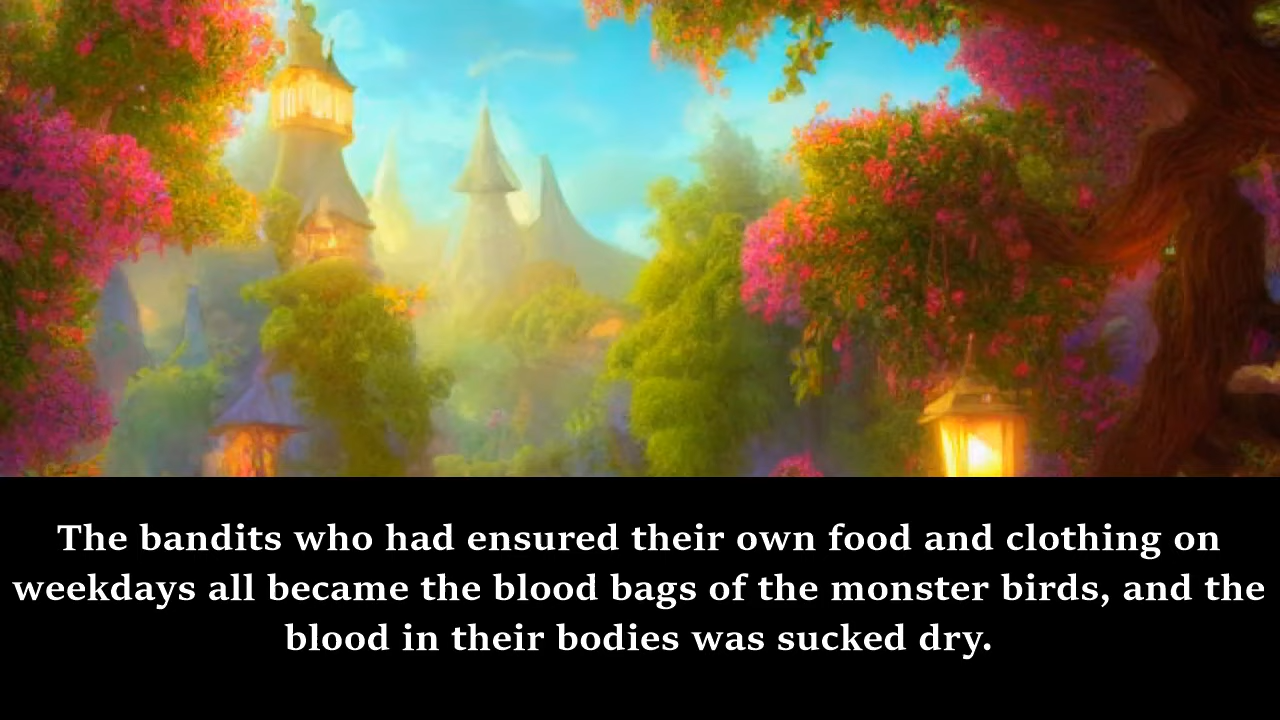 The bandits who had ensured their own food and clothing on
weekdays all became the blood bags of the monster birds, and the
blood in their bodies was sucked dry.